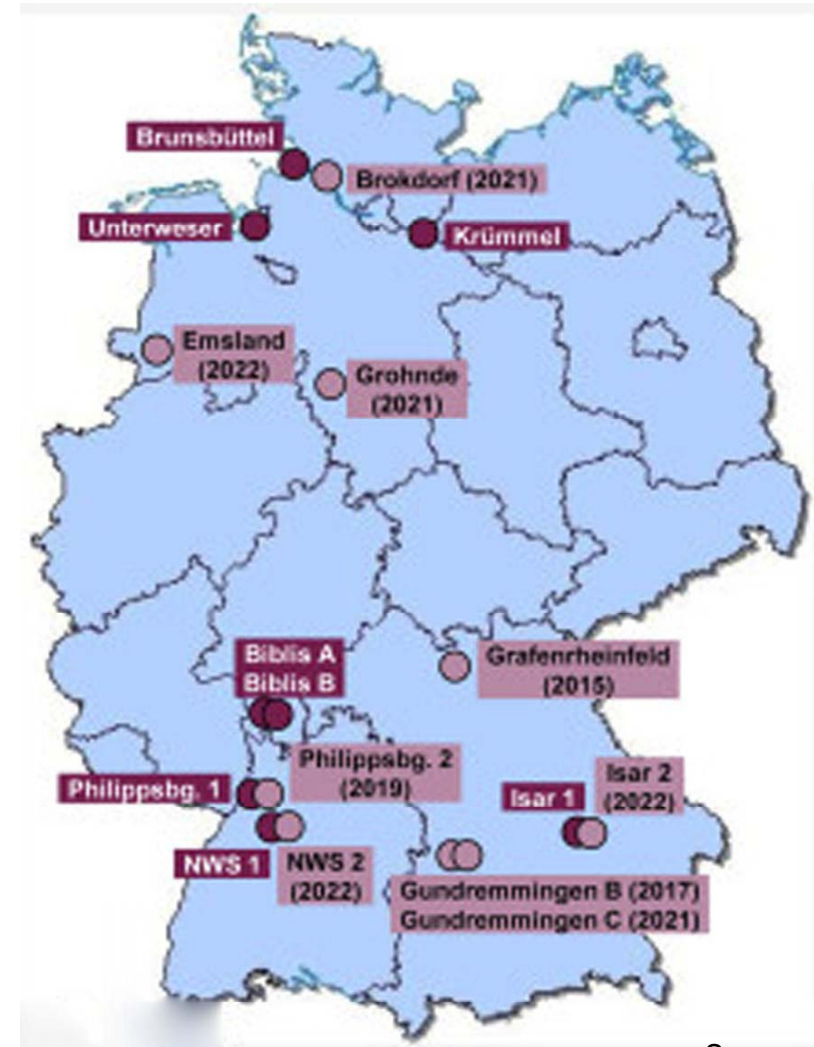 Brunsbüttel
Brokdorf (2021)
Unterweser
Krümmel
Emsland
(2022)
Grohnde
(2021)
Biblis A
Biblis B
Grafenrheinfeld
(2015)
Philippsbg. 2
(2019)
Philippsbg. 1
Isar 2
(2022)
Isar 1
NWS 1
NWS 2
(2022)
Gundremmingen B (2017)
Gundremmingen C (2021)